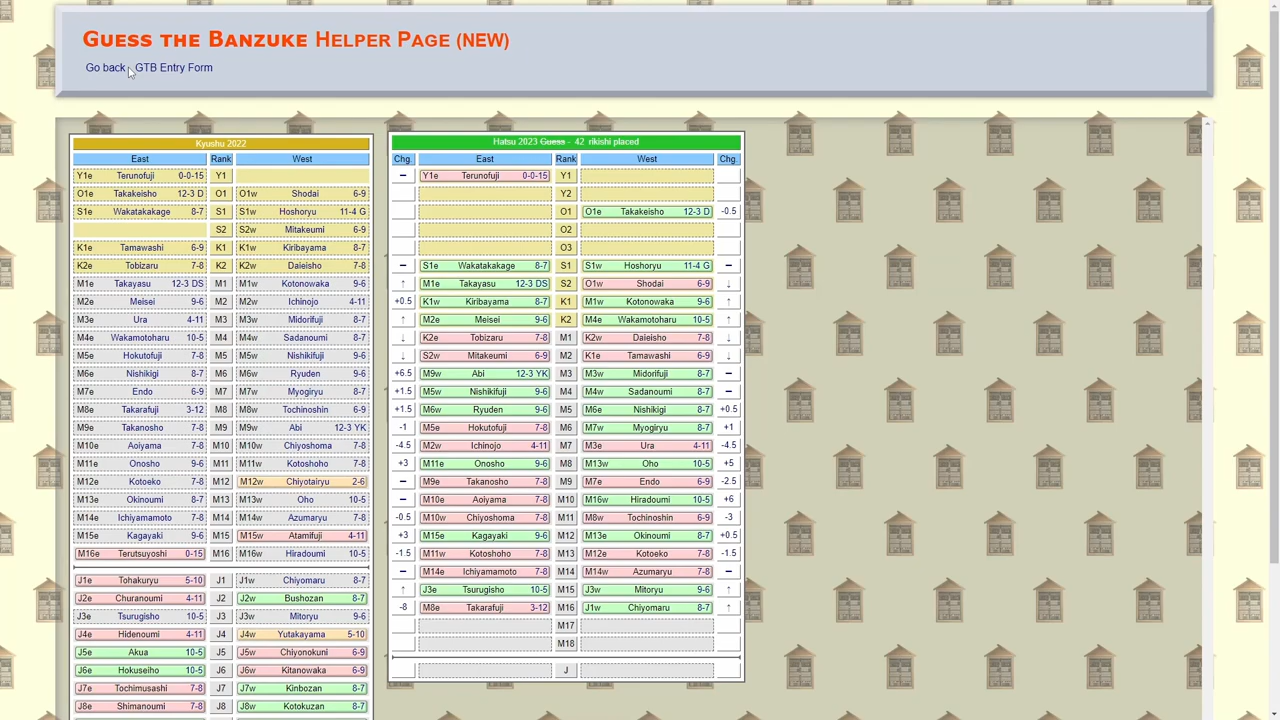 Guess the Banzuke Helper Page (NEW)
Go back GTB Entry Form
Kyushu 2022
East Rank West
Y1e Terunofuji 0-0-15 Y1
O1e Takakeisho 12-3 D O1 O1w Shodai 6-9
S1e Wakatakakage 8-7 S1 S1w Hoshoryu 11-4 G
S2 S2w Mitakeumi 6-9
K1e Tamawashi 6-9 K1 K1w Kiribayama 8-7
K2e Tobizaru 7-8 K2 K2w Daieisho 7-8
M1e Takayasu 12-3 DS M1 M1w Kotonowaka 9-6
M2e Meisei 9-6 M2 M2w Ichinojo 4-11
M3e Ura 4-11 M3 M3w Midorifuji 8-7
M4e Wakamotoharu 10-5 M4 M4w Sadanoumi 8-7
M5e Hokutofuji 7-8 M5 M5w Nishikifuji 9-6
M6e Nishikigi 8-7 M6 M6w Ryuden 9-6
M7e Endo 6-9 M7 M7w Myogiryu 8-7
M8e Takarafuji 3-12 M8 M8w Tochinoshin 6-9
M9e Takanosho 7-8 M9 M9w Abi 12-3 YK
M10e Aoiyama 7-8 M10 M10w Chiyoshoma 7-8
M11e Onosho 9-6 M11 M11w Kotoshoho 7-8
M12e Kotoeko 7-8 M12 M12w Chiyotairyu 2-6
M13e Okinoumi 8-7 M13 M13w Oho 10-5
M14e Ichiyamamoto 7-8 M14 M14w Azumaryu 7-8
M15e Kagayaki 9-6 M15 M15w Atamifuji 4-11
M16e Terutsuyoshi 0-15 M16 M16w Hiradoumi 10-5
J1e Tohakuryu 5-10 J1 J1w Chiyomaru 8-7
J2e Churanoumi 4-11 J2 J2w Bushozan 8-7
J3e Tsurugisho 10-5 J3 J3w Mitoryu 9-6
J4e Hidenoumi 4-11 J4 J4w Yutakayama 5-10
J5e Akua 10-5 J5 J5w Chiyonokuni 6-9
J6e Hokuseiho 10-5 J6 J6w Kitanowaka 6-9
J7e Tochimusashi 7-8 J7 J7w Kinbozan 8-7
J8e Shimanoumi 7-8 J8 J8w Kotokuzan 8-7
Hatsu 2023 Guess - 42 rikishi placed
Chg. East Rank West Chg.
– Y1e Terunofuji 0-0-15 Y1
Y2
O1 O1e Takakeisho 12-3 D -0.5
O2
O3
– S1e Wakatakakage 8-7 S1 S1w Hoshoryu 11-4 G –
↑ M1e Takayasu 12-3 DS S2 O1w Shodai 6-9 ↓
+0.5 K1w Kiribayama 8-7 K1 M1w Kotonowaka 9-6 ↑
↑ M2e Meisei 9-6 K2 M4e Wakamotoharu 10-5 ↑
↓ K2e Tobizaru 7-8 M1 K2w Daieisho 7-8 ↓
↓ S2w Mitakeumi 6-9 M2 K1e Tamawashi 6-9 ↓
+6.5 M9w Abi 12-3 YK M3 M3w Midorifuji 8-7 –
+1.5 M5w Nishikifuji 9-6 M4 M4w Sadanoumi 8-7 –
+1.5 M6w Ryuden 9-6 M5 M6e Nishikigi 8-7 +0.5
-1 M5e Hokutofuji 7-8 M6 M7w Myogiryu 8-7 +1
-4.5 M2w Ichinojo 4-11 M7 M3e Ura 4-11 -4.5
+3 M11e Onosho 9-6 M8 M13w Oho 10-5 +5
– M9e Takanosho 7-8 M9 M7e Endo 6-9 -2.5
– M10e Aoiyama 7-8 M10 M16w Hiradoumi 10-5 +6
-0.5 M10w Chiyoshoma 7-8 M11 M8w Tochinoshin 6-9 -3
+3 M15e Kagayaki 9-6 M12 M13e Okinoumi 8-7 +0.5
-1.5 M11w Kotoshoho 7-8 M13 M12e Kotoeko 7-8 -1.5
– M14e Ichiyamamoto 7-8 M14 M14w Azumaryu 7-8 –
↑ J3e Tsurugisho 10-5 M15 J3w Mitoryu 9-6 ↑
-8 M8e Takarafuji 3-12 M16 J1w Chiyomaru 8-7 ↑
M17
M18
J